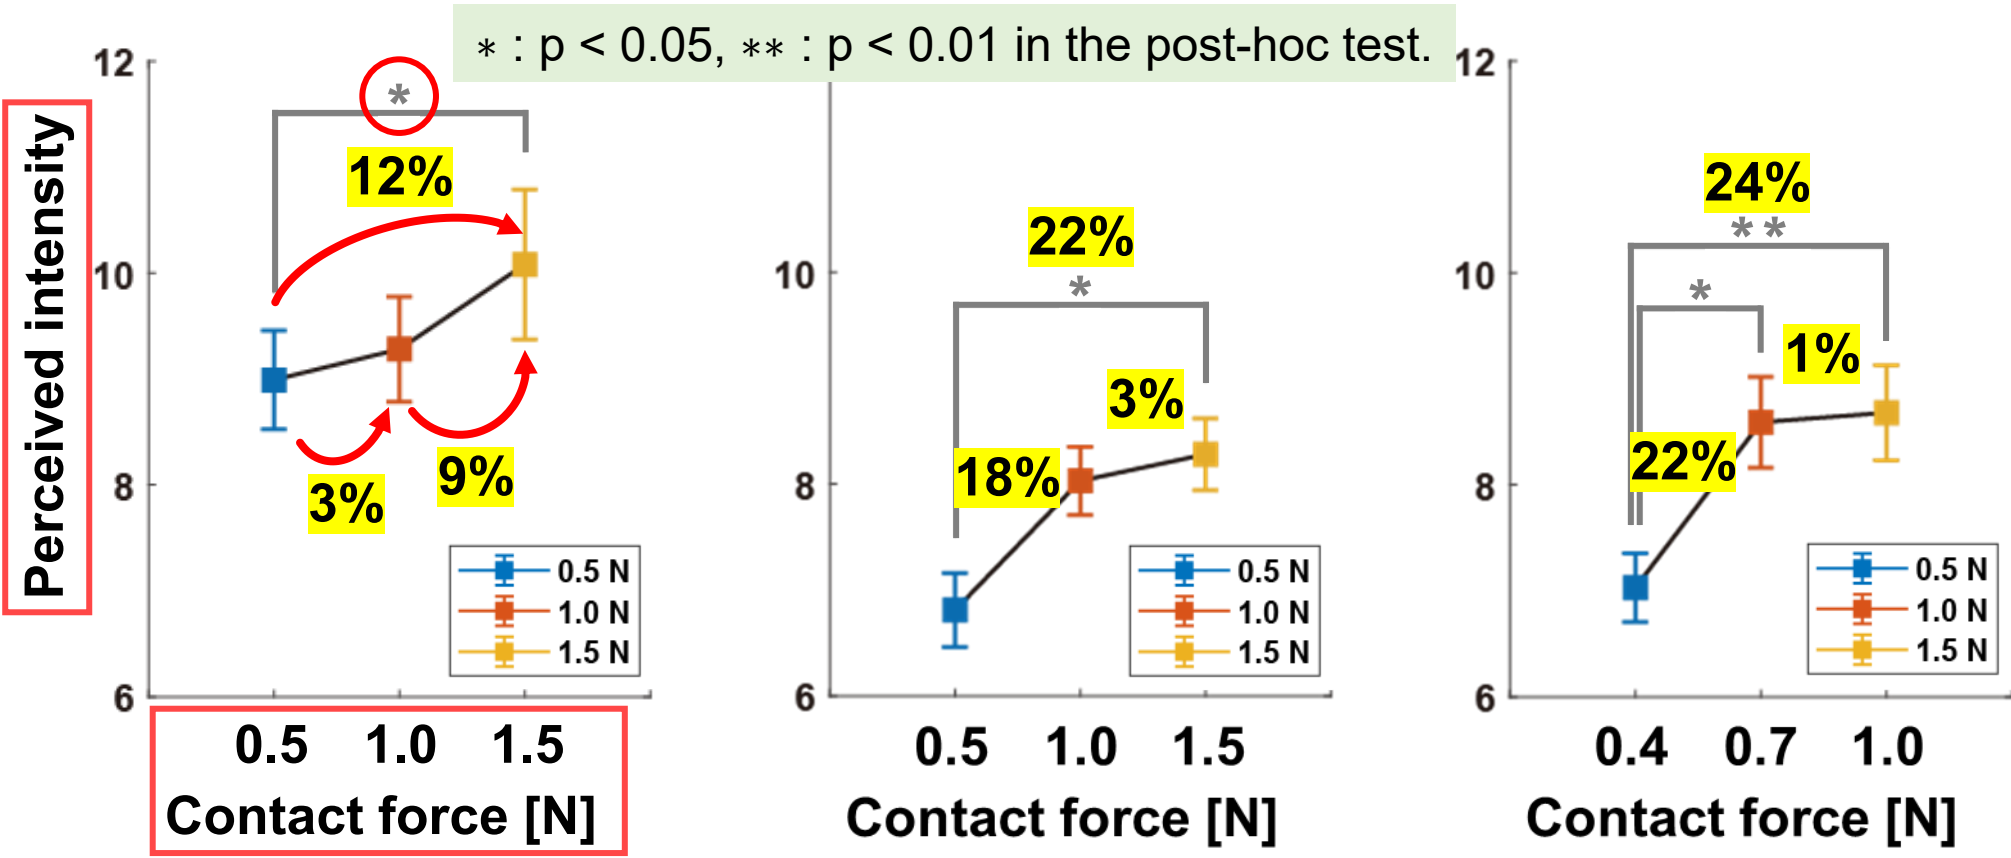 * : p < 0.05, ** : p < 0.01 in the post-hoc test.
Perceived intensity
12
10
8
6
*
12%
3%
9%
0.5 N
1.0 N
1.5 N
0.5 1.0 1.5
Contact force [N]
10
8
6
22%
*
3%
18%
0.5 N
1.0 N
1.5 N
0.5 1.0 1.5
Contact force [N]
12
10
8
6
24%
**
*
1%
22%
0.5 N
1.0 N
1.5 N
0.4 0.7 1.0
Contact force [N]